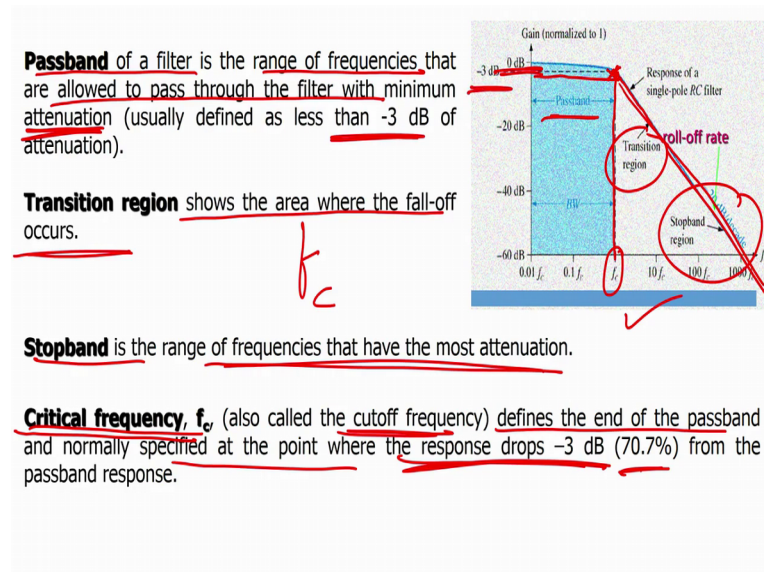 Passband of a filter is the range of frequencies that
are allowed to pass through the filter with minimum
attenuation (usually defined as less than -3 dB of
attenuation).
Transition region shows the area where the fall-off
occurs.
fc
Stopband is the range of frequencies that have the most attenuation.
Critical frequency, fc, (also called the cutoff frequency) defines the end of the passband
and normally specified at the point where the response drops –3 dB (70.7%) from the
passband response.
Gain (normalized to 1)
0 dB
–3 dB
Response of a
single-pole RC filter
Passband
–20 dB
roll-off rate
Transition
region
–40 dB
BW
Stopband
region
–60 dB
0.01 fc 0.1 fc fc 10 fc 100 fc 1000 f
f